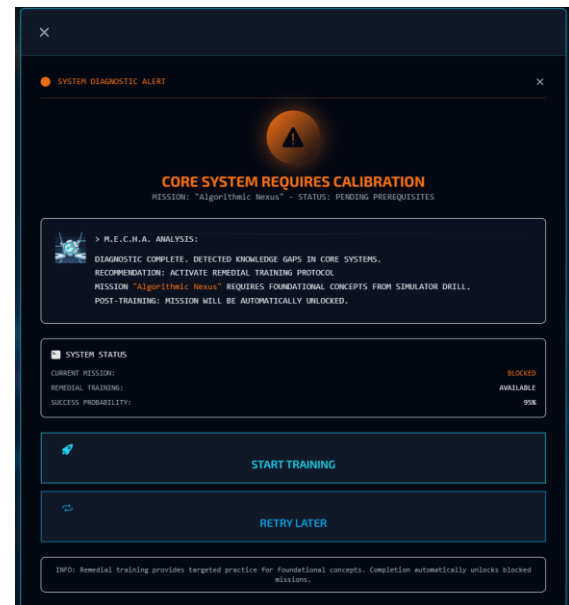 SYSTEM DIAGNOSTIC ALERT
CORE SYSTEM REQUIRES CALIBRATION
MISSION: "Algorithmic Nexus" - STATUS: PENDING PREREQUISITES
> M.E.C.H.A. ANALYSIS:
DIAGNOSTIC COMPLETE. DETECTED KNOWLEDGE GAPS IN CORE SYSTEMS.
RECOMMENDATION: ACTIVATE REMEDIAL TRAINING PROTOCOL
MISSION "Algorithmic Nexus" REQUIRES FOUNDATIONAL CONCEPTS FROM SIMULATOR DRILL.
POST-TRAINING: MISSION WILL BE AUTOMATICALLY UNLOCKED.
SYSTEM STATUS
CURRENT MISSION: BLOCKED
REMEDIAL TRAINING: AVAILABLE
SUCCESS PROBABILITY: 95%
START TRAINING
RETRY LATER
INFO: Remedial training provides targeted practice for foundational concepts. Completion automatically unlocks blocked
missions.